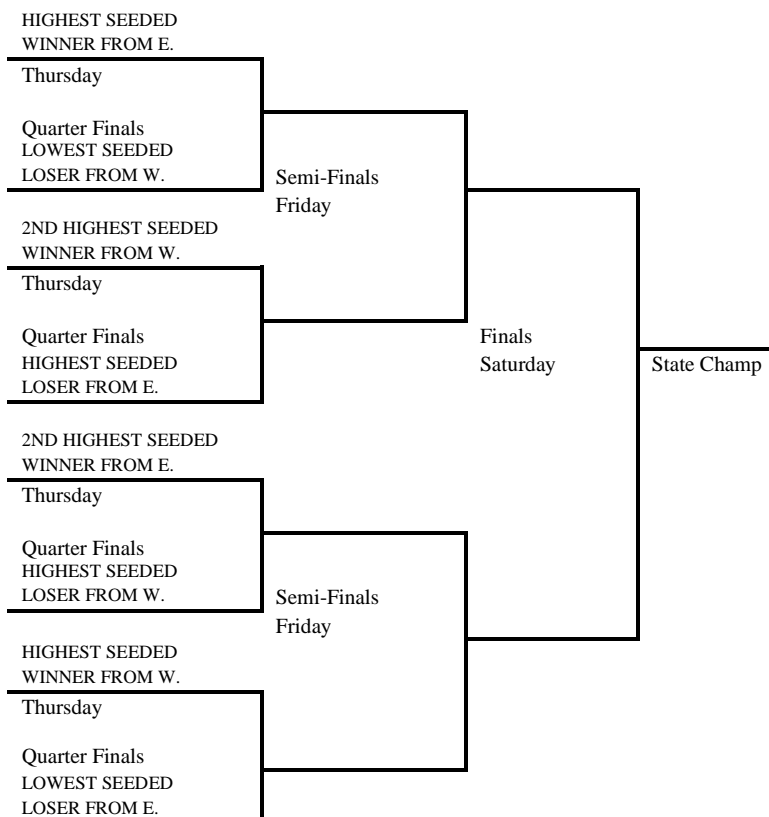 HIGHEST SEEDED
WINNER FROM E.
Thursday
Quarter Finals
LOWEST SEEDED
LOSER FROM W.
Semi-Finals
Friday
2ND HIGHEST SEEDED
WINNER FROM W.
Thursday
Quarter Finals
HIGHEST SEEDED
LOSER FROM E.
Finals
Saturday
State Champ
2ND HIGHEST SEEDED
WINNER FROM E.
Thursday
Quarter Finals
HIGHEST SEEDED
LOSER FROM W.
Semi-Finals
Friday
HIGHEST SEEDED
WINNER FROM W.
Thursday
Quarter Finals
LOWEST SEEDED
LOSER FROM E.